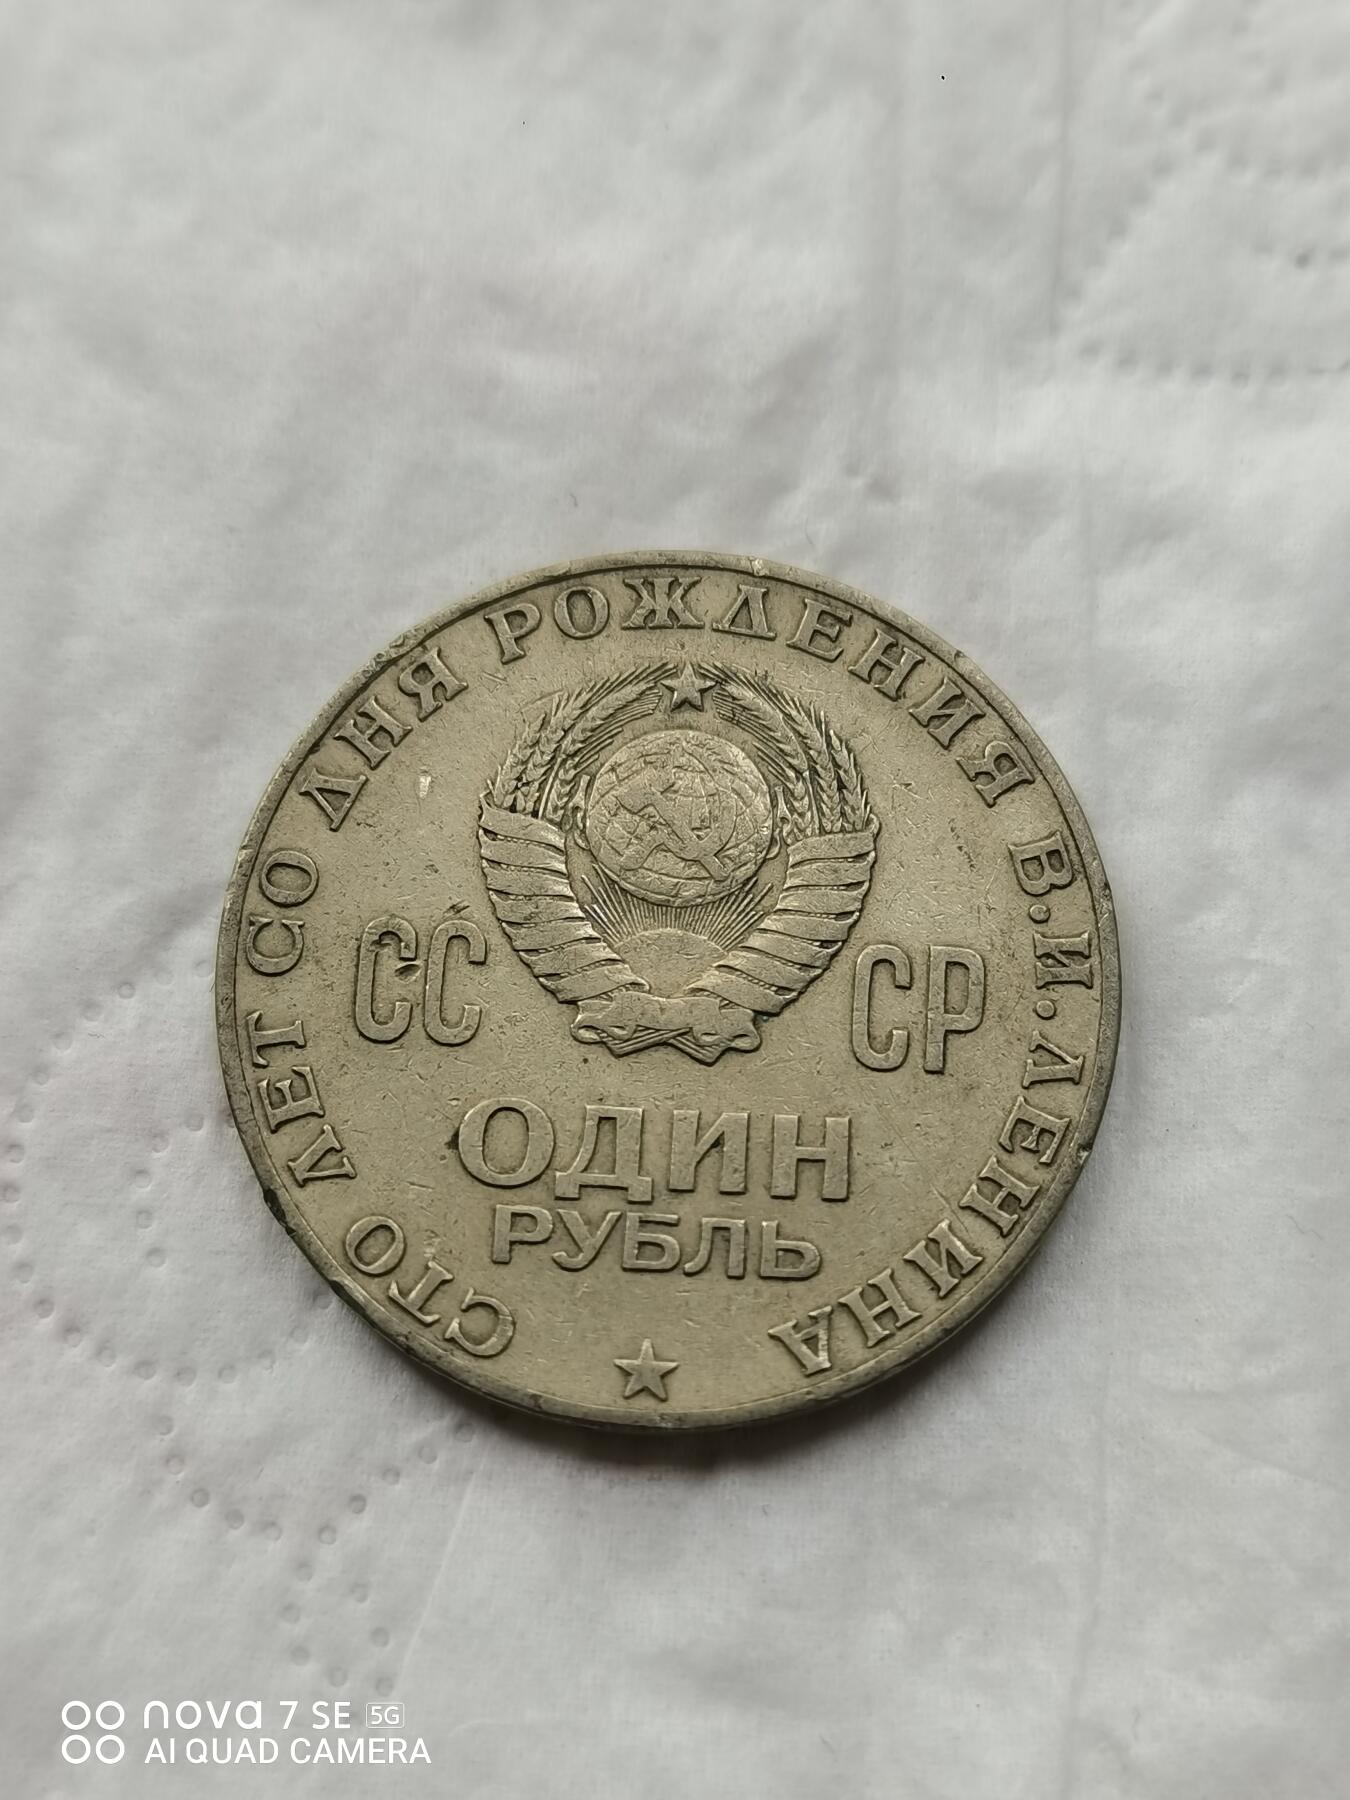 СТО ЛЕТ СО ДНЯ РОЖДЕНИЯ В.И.ЛЕНИНА
СС СР
ОДИН
РУБЛЬ
nova 7 SE 5G
AI QUAD CAMERA